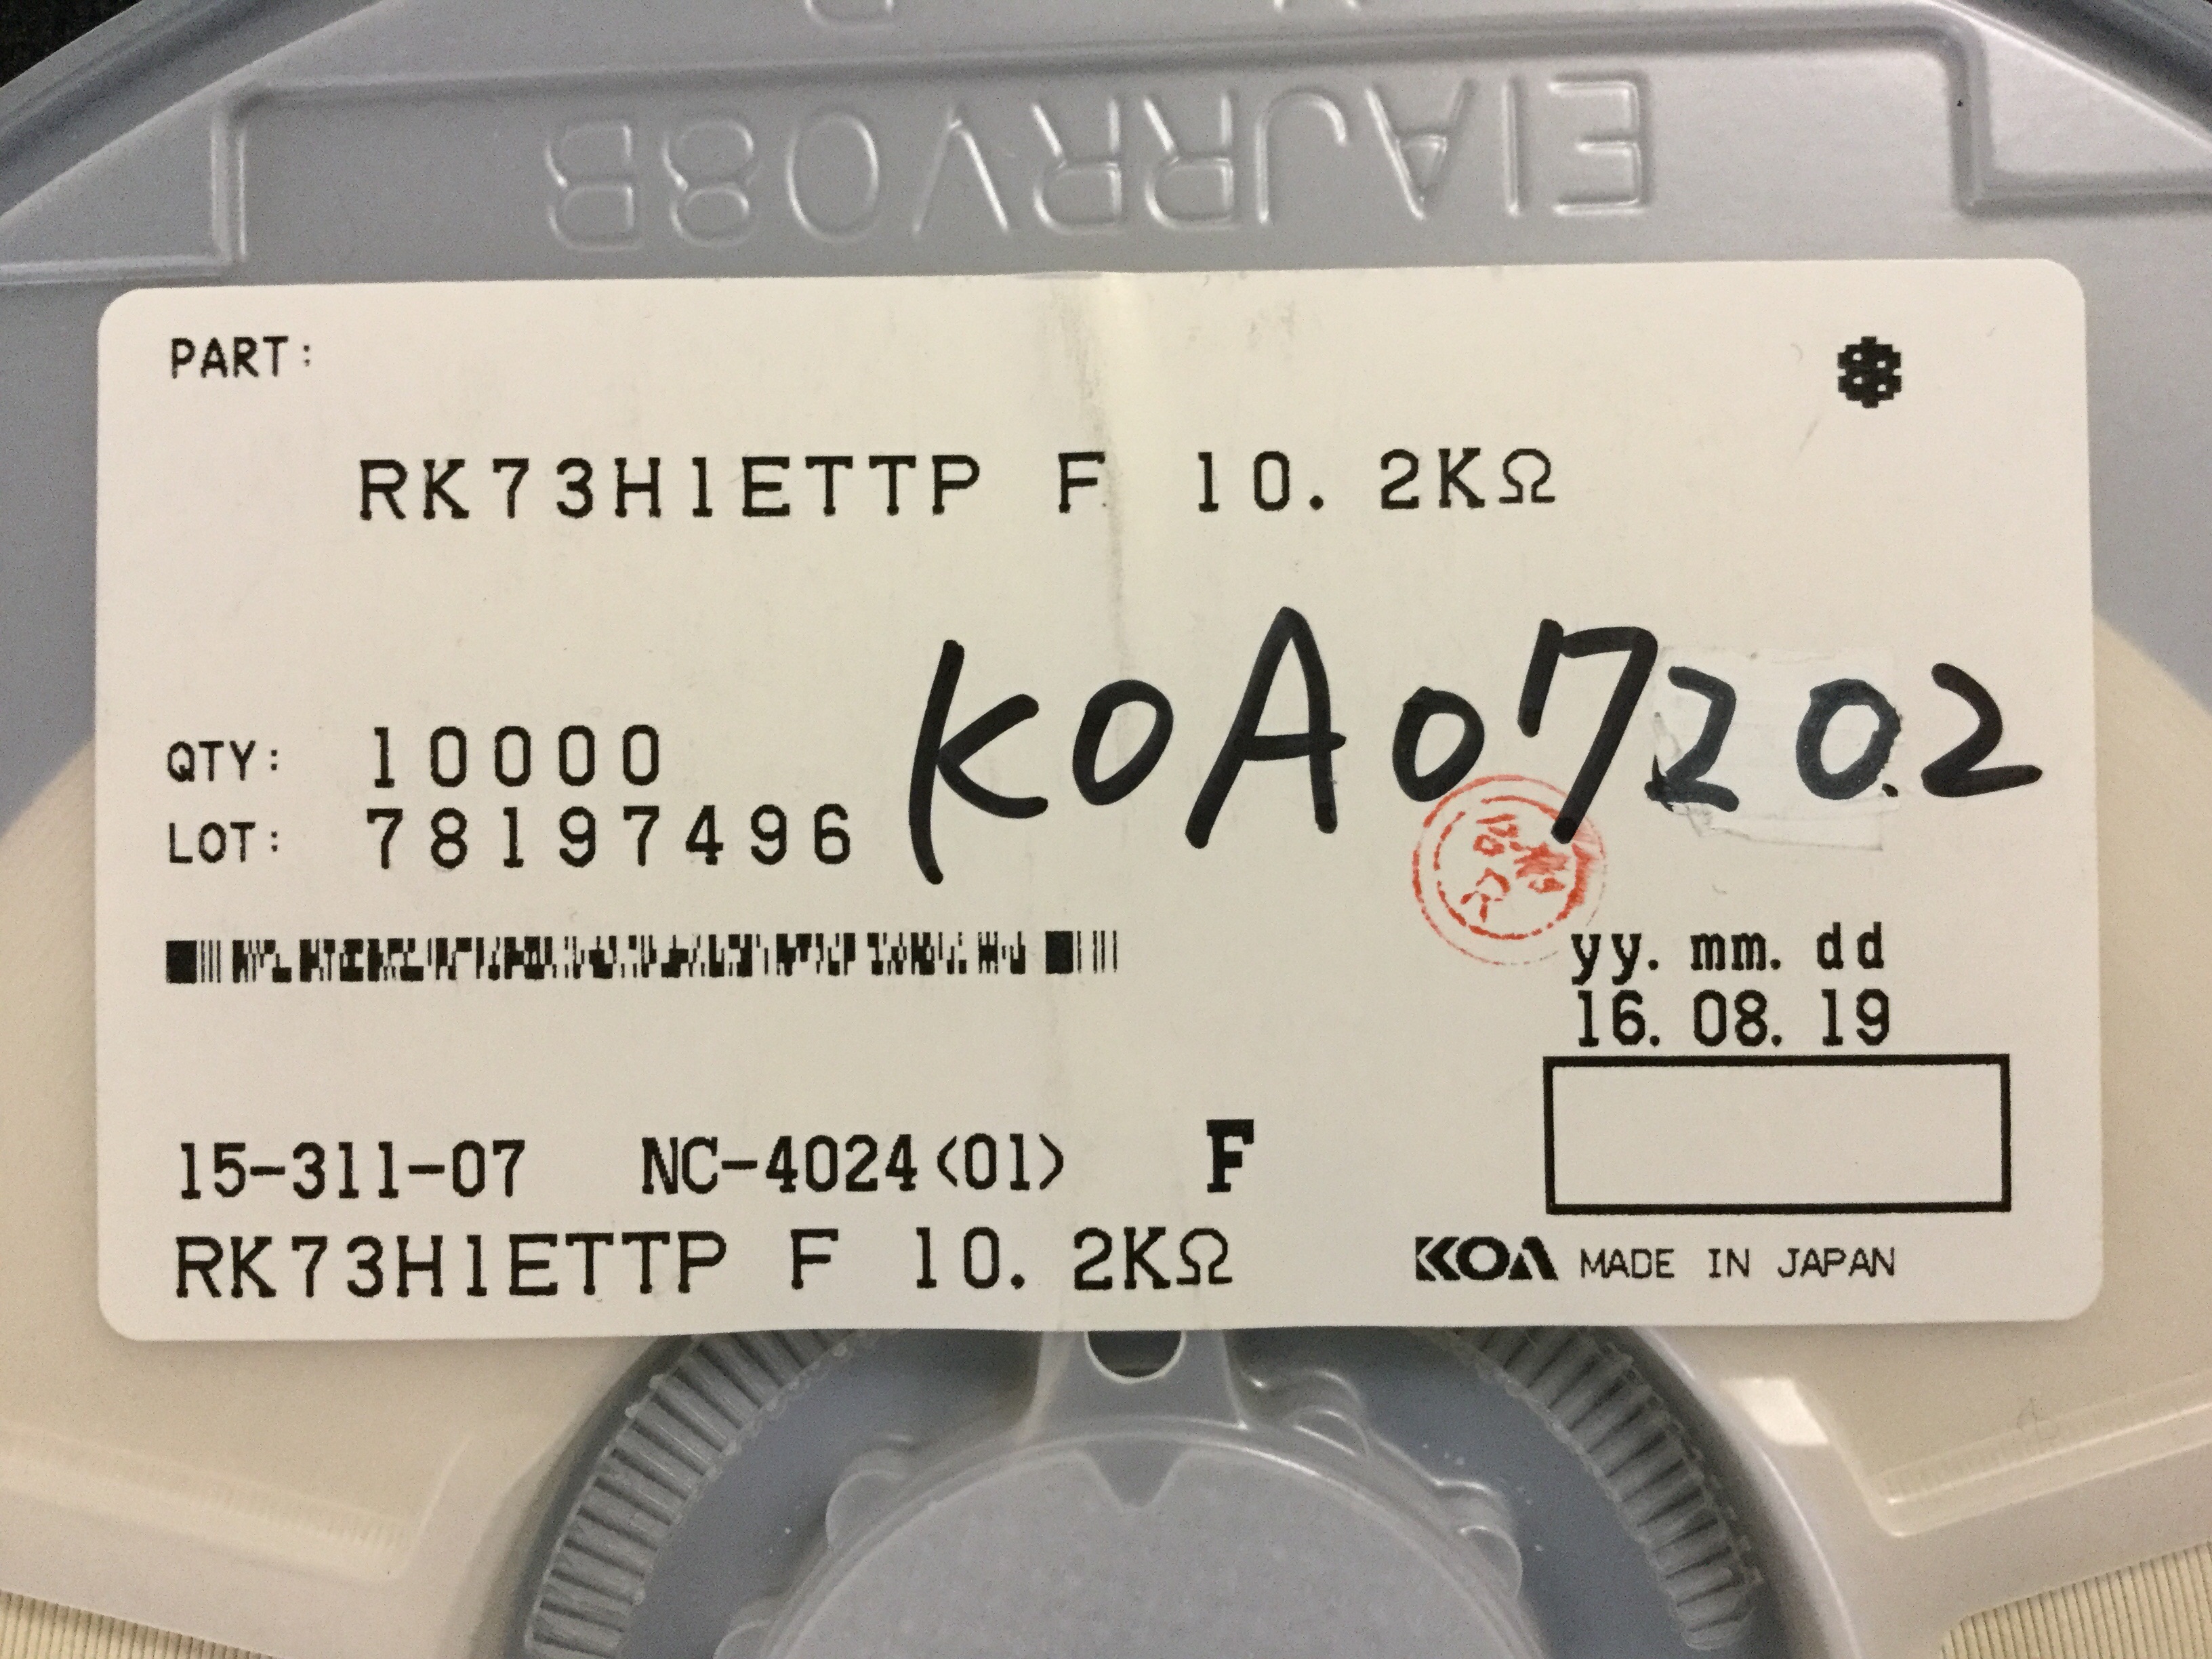 EIAJRRV08B
PART:
RK73H1ETTP F 10.2KΩ
KOA07202
QTY: 10000
LOT: 78197496
yy.mm.dd
16.08.19
15-311-07 NC-4024<01> F
RK73H1ETTP F 10.2KΩ
KOA MADE IN JAPAN